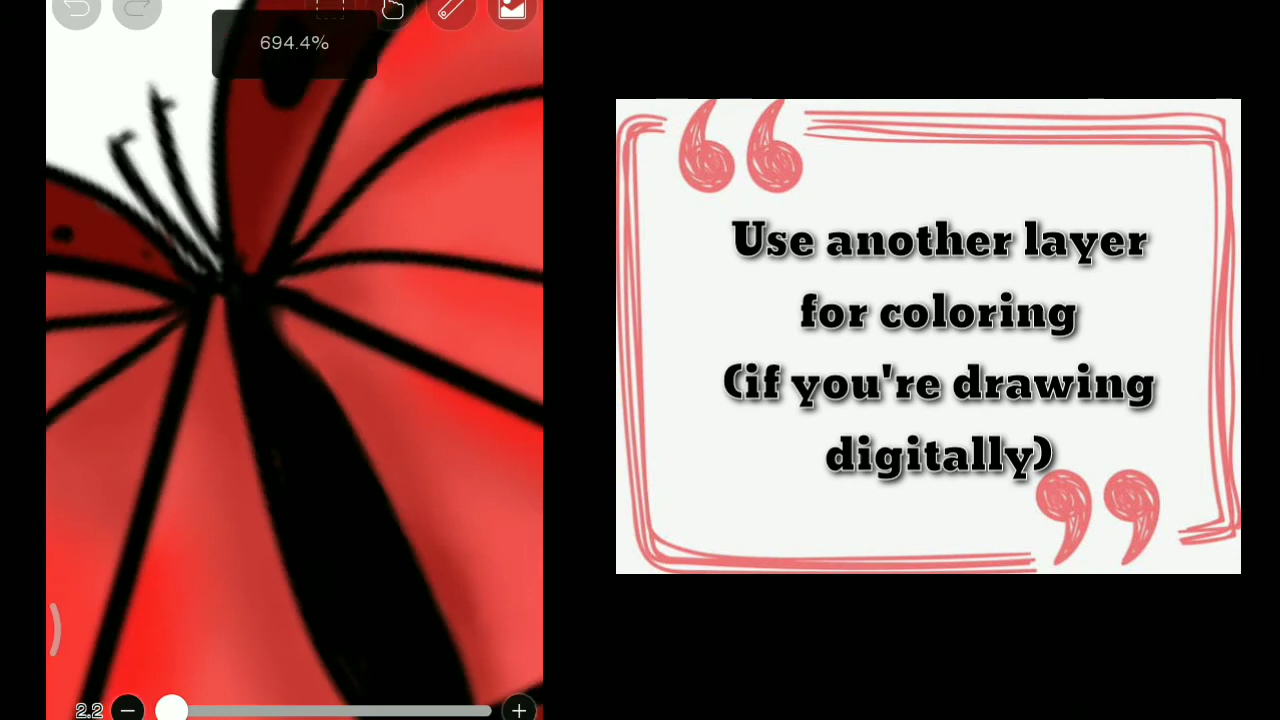 694.4%
Use another layer
for coloring
(if you're drawing
digitally)
2.2